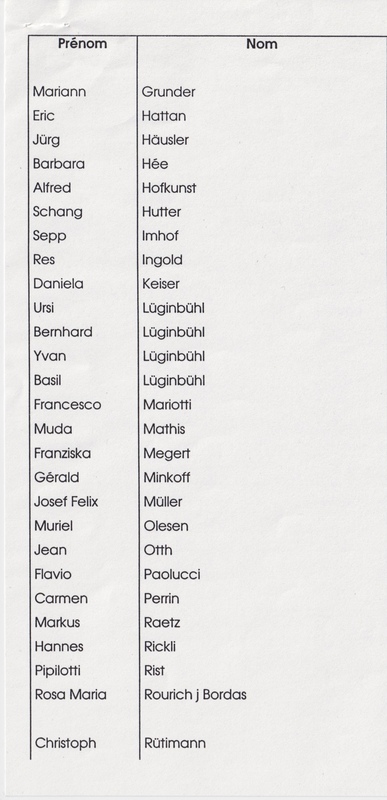 Prénom Nom
Mariann Grunder
Eric Hattan
Jürg Häusler
Barbara Hée
Alfred Hofkunst
Schang Hutter
Sepp Imhof
Res Ingold
Daniela Keiser
Ursi Lüginbühl
Bernhard Lüginbühl
Yvan Lüginbühl
Basil Lüginbühl
Francesco Mariotti
Muda Mathis
Franziska Megert
Gérald Minkoff
Josef Felix Müller
Muriel Olesen
Jean Otth
Flavio Paolucci
Carmen Perrin
Markus Raetz
Hannes Rickli
Pipilotti Rist
Rosa Maria Rourich j Bordas
Christoph Rütimann